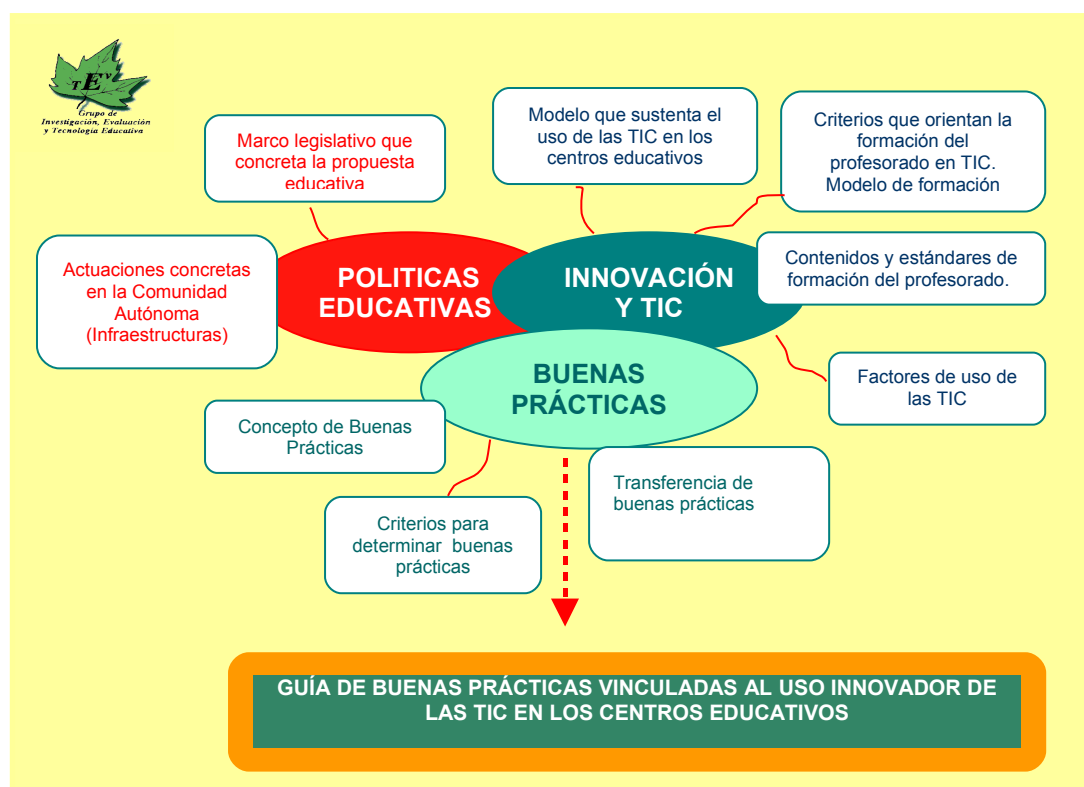 TEV
Grupo de
Investigación, Evaluación
y Tecnología Educativa
Marco legislativo que
concreta la propuesta
educativa
Modelo que sustenta el
uso de las TIC en los
centros educativos
Criterios que orientan la
formación del
profesorado en TIC.
Modelo de formación
Actuaciones concretas
en la Comunidad
Autónoma
(Infraestructuras)
POLITICAS
EDUCATIVAS
INNOVACIÓN
Y TIC
Contenidos y estándares de
formación del profesorado.
BUENAS
PRÁCTICAS
Factores de uso de
las TIC
Concepto de Buenas
Prácticas
Transferencia de
buenas prácticas
Criterios para
determinar buenas
prácticas
GUÍA DE BUENAS PRÁCTICAS VINCULADAS AL USO INNOVADOR DE
LAS TIC EN LOS CENTROS EDUCATIVOS